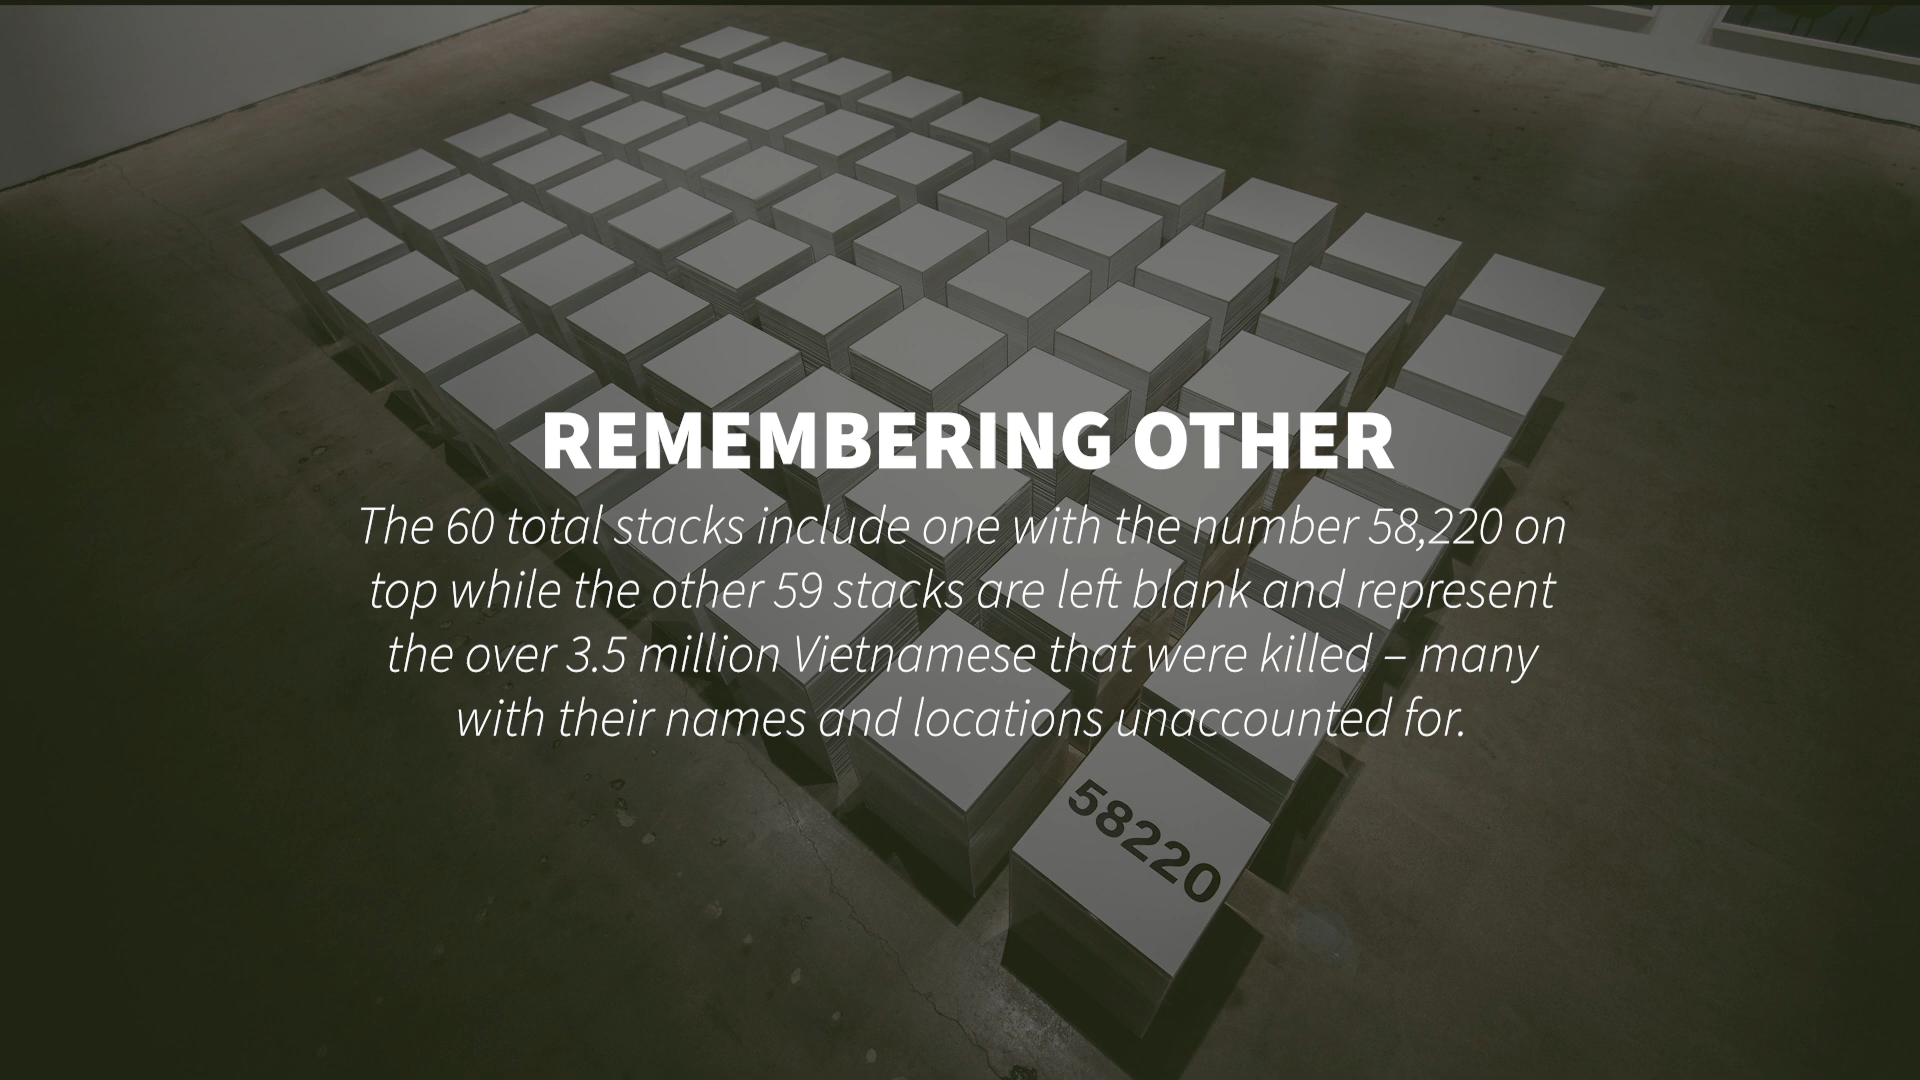 REMEMBERING OTHER
The 60 total stacks include one with the number 58,220 on
top while the other 59 stacks are left blank and represent
the over 3.5 million Vietnamese that were killed – many
with their names and locations unaccounted for.
58220